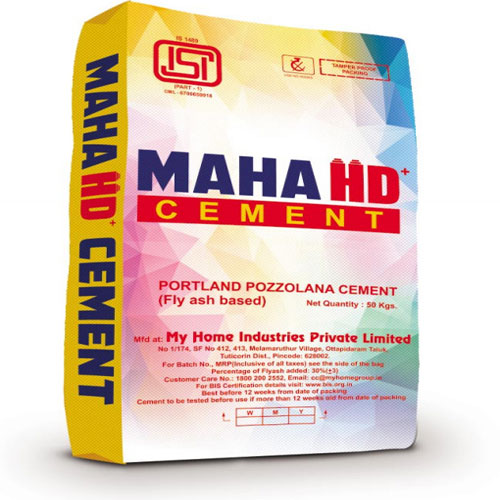 IS 1489
ISI
(PART - 1)
TAMPER PROOF
PACKING
MAHA HD+
CEMENT
MAHA HD+ CEMENT
PORTLAND POZZOLANA CEMENT
(Fly ash based)
Net Quantity : 50 Kgs.
Mfd at: My Home Industries Private Limited
No 1/174, SF No 412, 413, Melamaruthur Village, Ottapidaram Taluk,
Tuticorin Dist., Pincode: 628002.
For Batch No., MRP(inclusive of all taxes) see the side of the bag
Percentage of Flyash added: 30%(±3)
Customer Care No.: 1800 200 2552, Email: cc@myhomegroup.in
For BIS Certification details visit: www.bis.org.in
Best before 12 weeks from date of packing
Cement to be tested before use if more than 12 weeks old from date of packing
W M Y